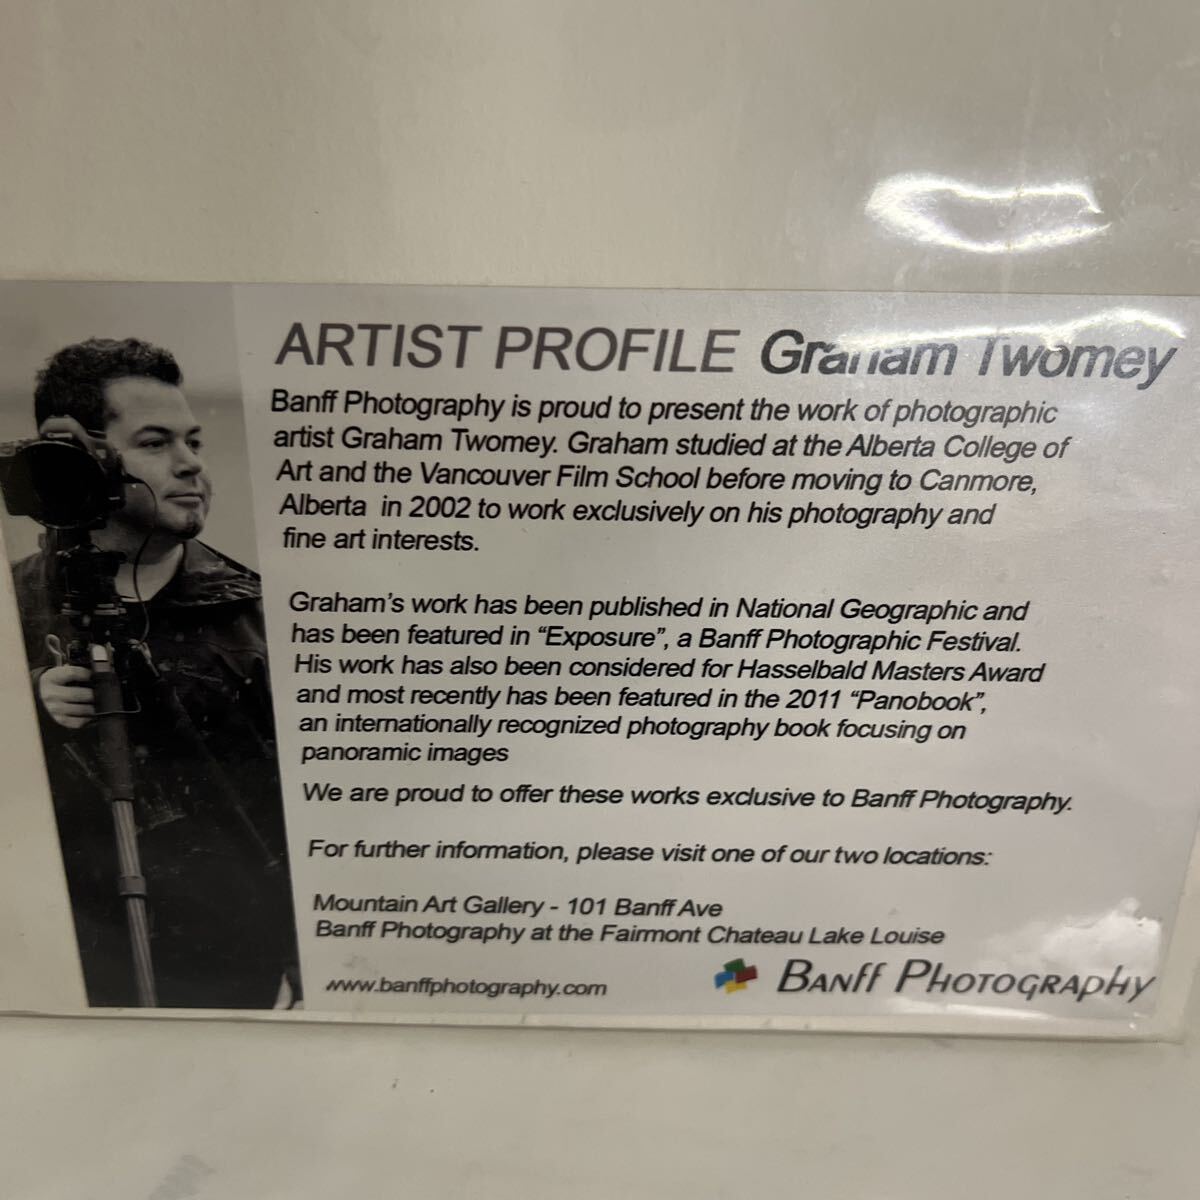 ARTIST PROFILE Graham Twomey
Banff Photography is proud to present the work of photographic
artist Graham Twomey. Graham studied at the Alberta College of
Art and the Vancouver Film School before moving to Canmore,
Alberta in 2002 to work exclusively on his photography and
fine art interests.
Graham's work has been published in National Geographic and
has been featured in “Exposure”, a Banff Photographic Festival.
His work has also been considered for Hasselbald Masters Award
and most recently has been featured in the 2011 “Panobook”,
an internationally recognized photography book focusing on
panoramic images
We are proud to offer these works exclusive to Banff Photography.
For further information, please visit one of our two locations:
Mountain Art Gallery - 101 Banff Ave
Banff Photography at the Fairmont Chateau Lake Louise
www.banffphotography.com
Banff Photography